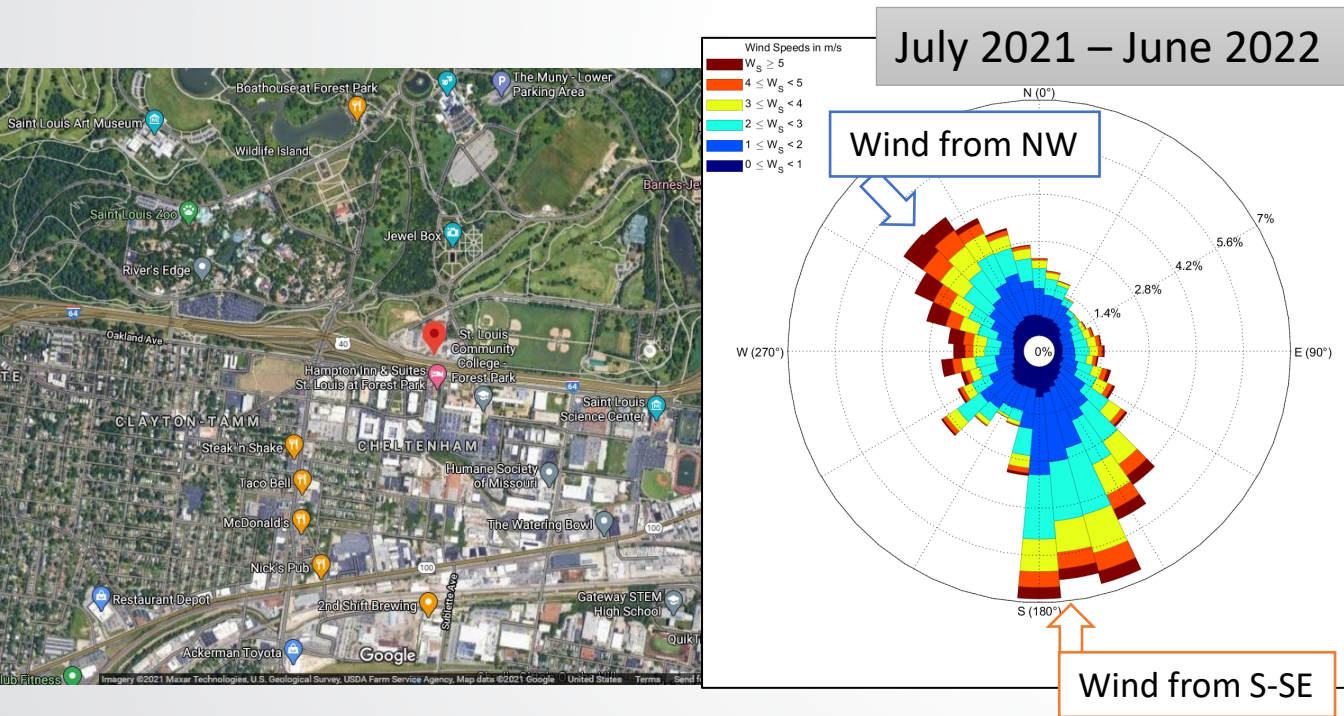 July 2021 – June 2022
Boathouse at Forest Park
The Muny - Lower
Parking Area
Saint Louis Art Museum
Wildlife Island
Saint Louis Zoo
Jewel Box
River's Edge
64
Oakland Ave
40
St. Louis
Community
College -
Forest Park
Hampton Inn & Suites
St. Louis at Forest Park
64
Saint Louis
Science Center
CLAYTON-TAMM
CHELTENHAM
Steak 'n Shake
Taco Bell
Humane Society
of Missouri
McDonald's
The Watering Bowl
100
Nick's Pub
100
Restaurant Depot
2nd Shift Brewing
Sublette Ave
Gateway STEM
High School
Ackerman Toyota
Google
Imagery ©2021 Maxar Technologies, U.S. Geological Survey, USDA Farm Service Agency, Map data ©2021 Google
United States
Terms
Wind Speeds in m/s
W_S ≥ 5
4 ≤ W_S < 5
3 ≤ W_S < 4
2 ≤ W_S < 3
1 ≤ W_S < 2
0 ≤ W_S < 1
N (0°)
Wind from NW
7%
5.6%
4.2%
2.8%
1.4%
0%
W (270°)
E (90°)
S (180°)
Wind from S-SE